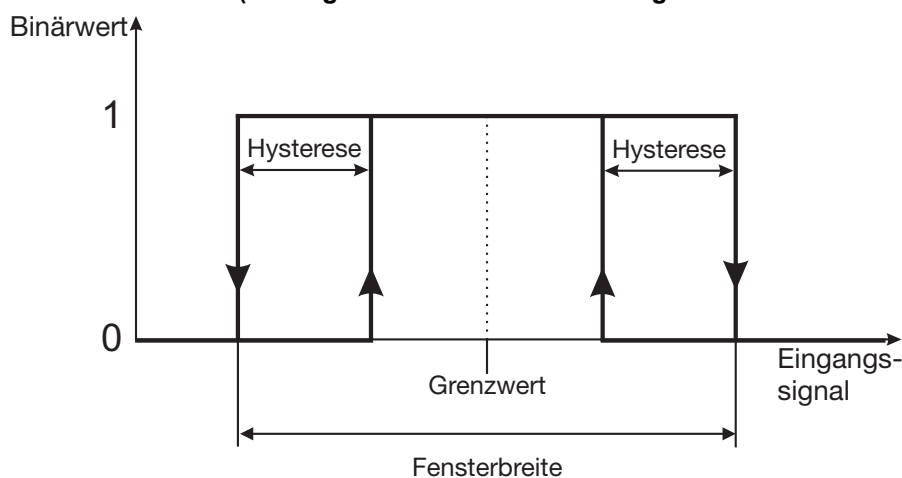 Binärwert
1
Hysterese
Hysterese
0
Grenzwert
Eingangs-
signal
Fensterbreite